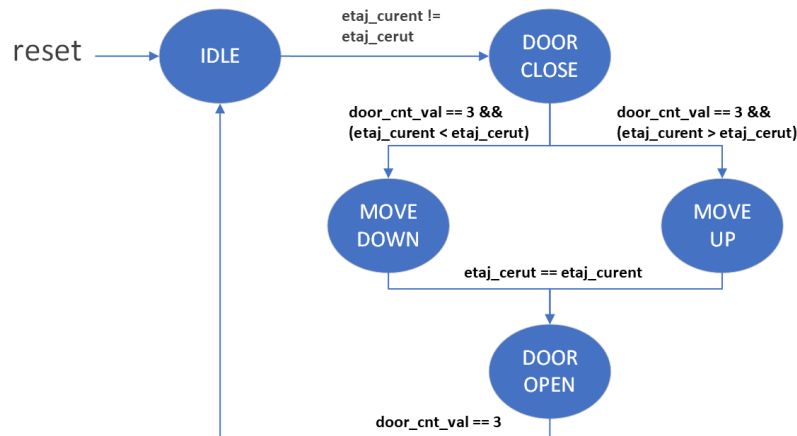 etaj_curent !=
etaj_cerut
reset
IDLE
DOOR
CLOSE
door_cnt_val == 3 &&
(etaj_curent < etaj_cerut)
door_cnt_val == 3 &&
(etaj_curent > etaj_cerut)
MOVE
DOWN
MOVE
UP
etaj_cerut == etaj_curent
DOOR
OPEN
door_cnt_val == 3